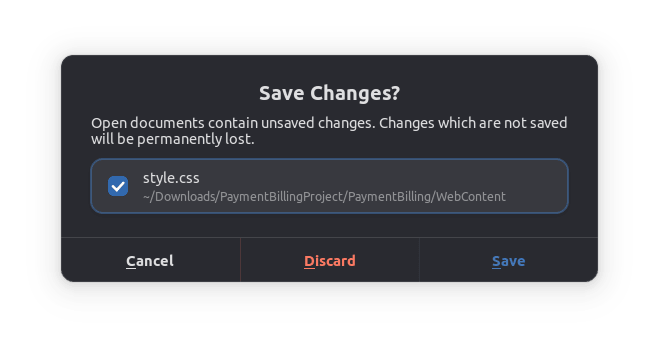 Save Changes?
Open documents contain unsaved changes. Changes which are not saved
will be permanently lost.
style.css
~/Downloads/PaymentBillingProject/PaymentBilling/WebContent
Cancel
Discard
Save